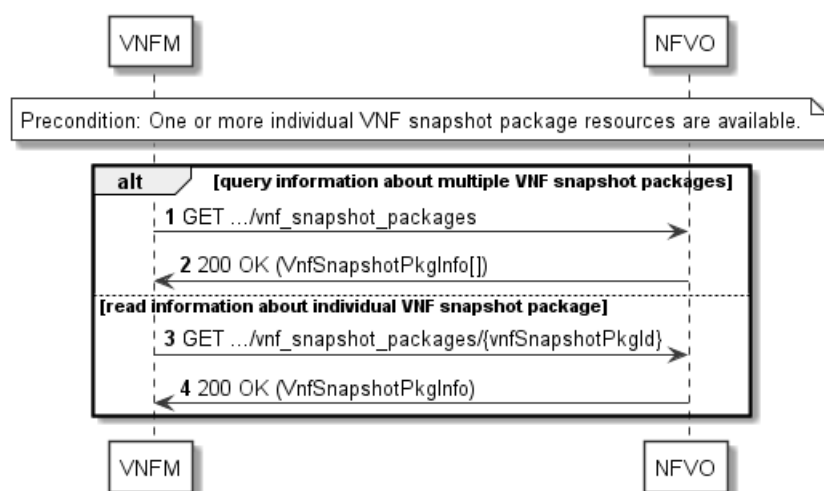 VNFM
NFVO
Precondition: One or more individual VNF snapshot package resources are available.
alt
[query information about multiple VNF snapshot packages]
1 GET .../vnf_snapshot_packages
2 200 OK (VnfSnapshotPkgInfo[])
[read information about individual VNF snapshot package]
3 GET .../vnf_snapshot_packages/{vnfSnapshotPkgId}
4 200 OK (VnfSnapshotPkgInfo)
VNFM
NFVO